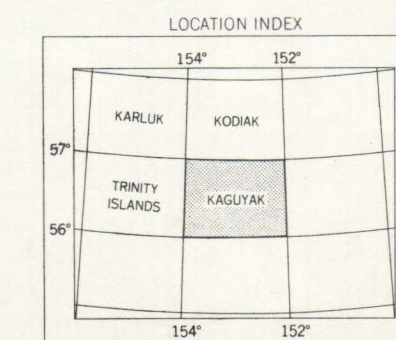 LOCATION INDEX
154° 152°
KARLUK KODIAK
57°
TRINITY
ISLANDS KAGUYAK
56°
154° 152°